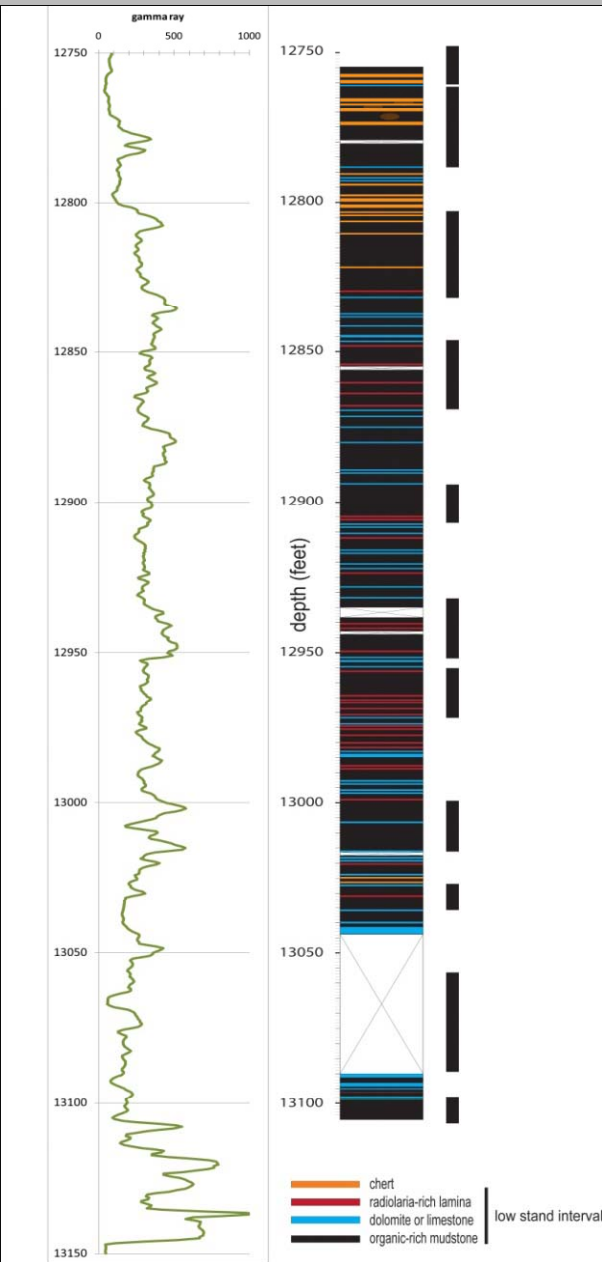 gamma ray
0 500 1000
12750
12800
12850
12900
12950
13000
13050
13100
13150
depth (feet)
12750
12800
12850
12900
12950
13000
13050
13100
chert
radiolaria-rich lamina
dolomite or limestone
organic-rich mudstone
low stand interval